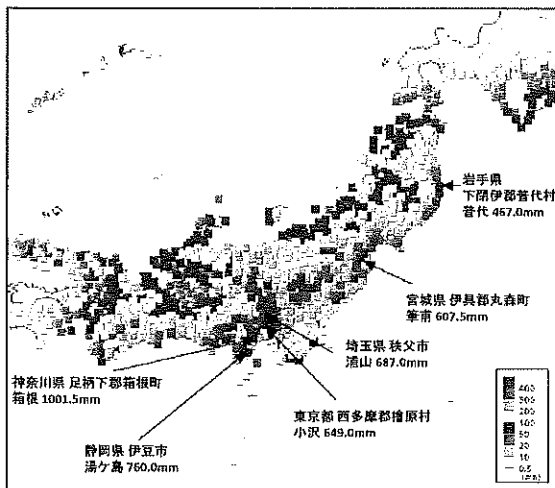 岩手県
下閉伊郡普代村
普代 467.0mm
宮城県 伊具郡丸森町
筆甫 607.5mm
埼玉県 秩父市
浦山 687.0mm
神奈川県 足柄下郡箱根町
箱根 1001.5mm
東京都 西多摩郡檜原村
小沢 649.0mm
静岡県 伊豆市
湯ケ島 760.0mm
400
300
200
100
50
20
10
0.5